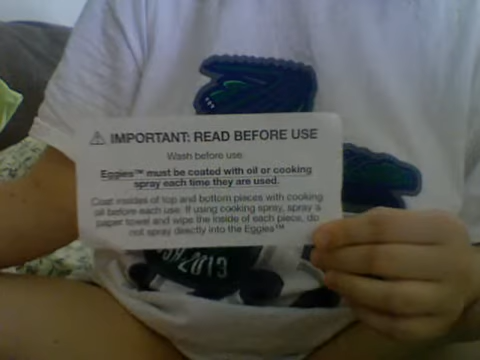 ⚠ IMPORTANT: READ BEFORE USE
Wash before use.
Eggies™ must be coated with oil or cooking
spray each time they are used.
Coat insides of top and bottom pieces with cooking
oil before each use. If using cooking spray, spray a
paper towel and wipe the inside of each piece, do
not spray directly into the Eggies™
2013